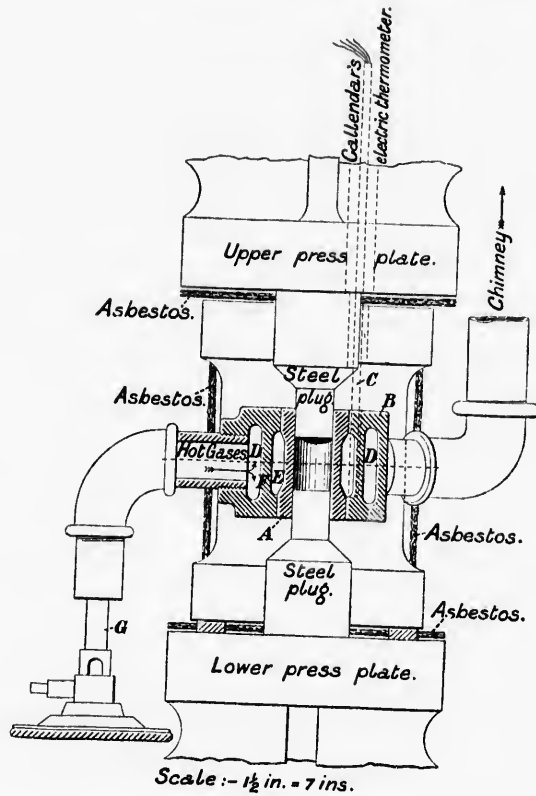 Callendar's
electric thermometer.
Chimney
Upper press plate.
Asbestos.
Steel
plug.
C
B
Asbestos.
Hot Gases
D
D
E
F
A
Asbestos.
Steel
plug.
Asbestos.
G
Lower press plate.
Scale:- 1½ in. = 7 ins.